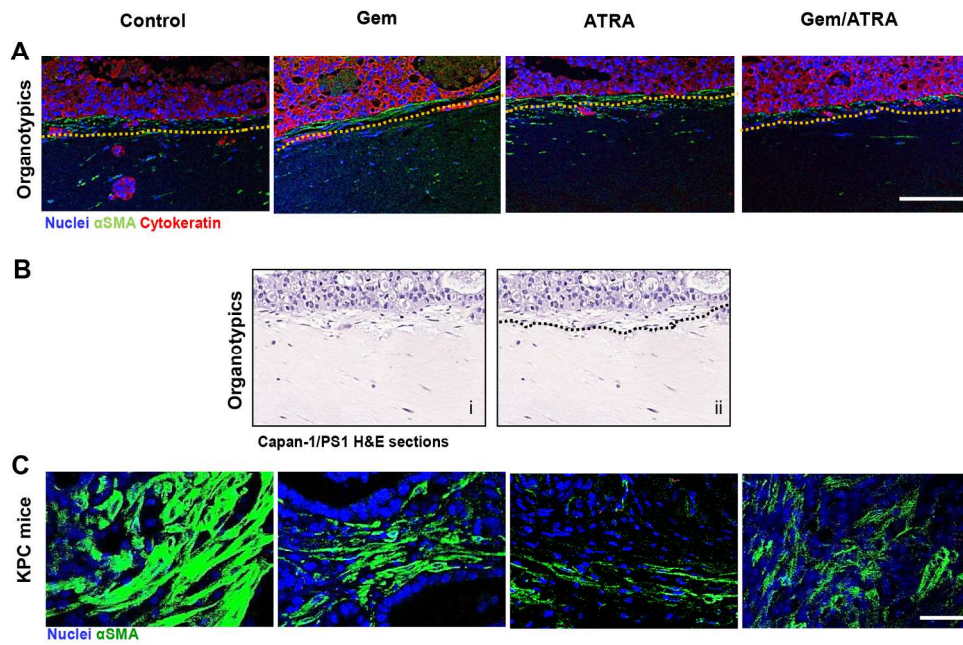 Control Gem ATRA Gem/ATRA
A
Organotypics
Nuclei αSMA Cytokeratin
B
Organotypics
i ii
Capan-1/PS1 H&E sections
C
KPC mice
Nuclei αSMA